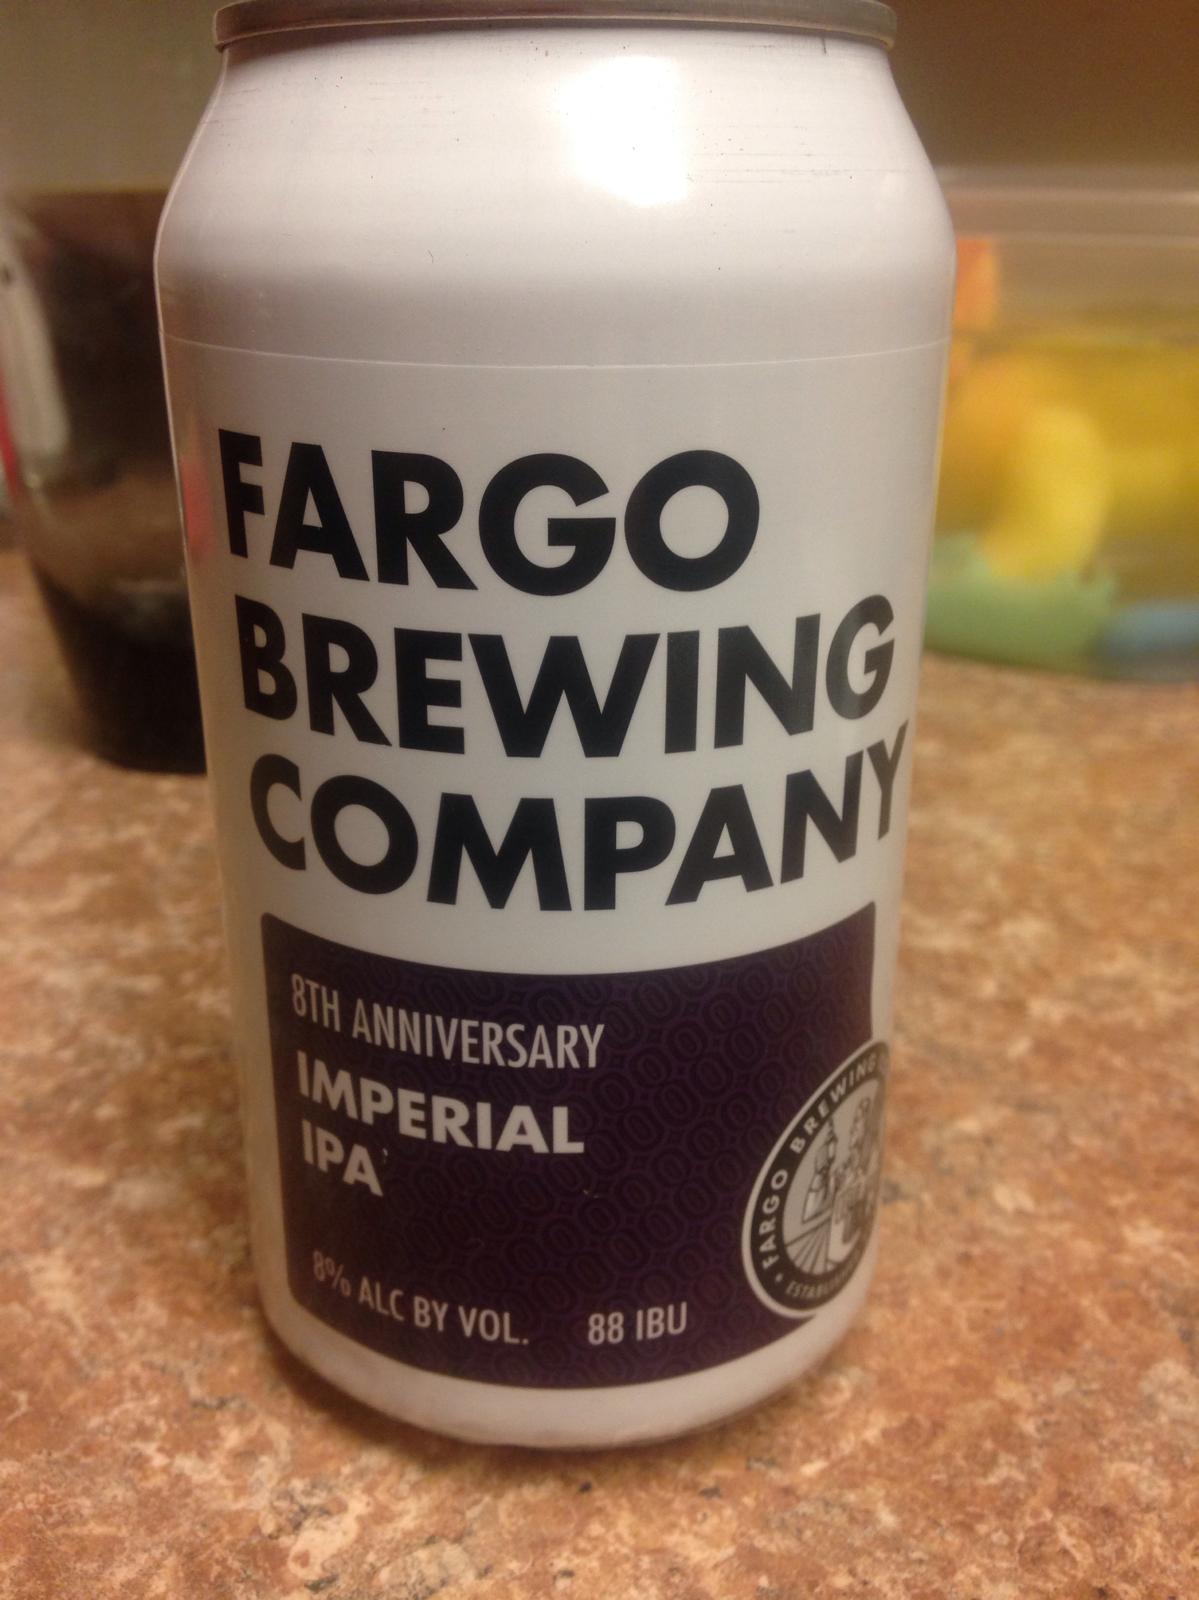 FARGO
BREWING
COMPANY
8TH ANNIVERSARY
IMPERIAL
IPA
8% ALC BY VOL. 88 IBU
FARGO BREWING